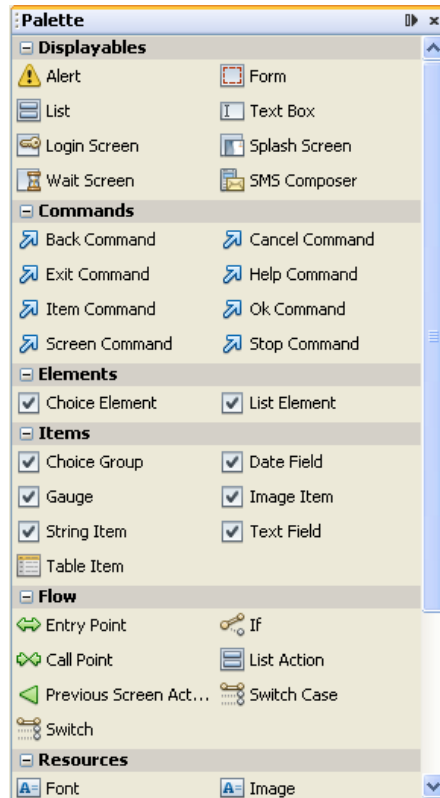 Palette
Displayables
Alert Form
List Text Box
Login Screen Splash Screen
Wait Screen SMS Composer
Commands
Back Command Cancel Command
Exit Command Help Command
Item Command Ok Command
Screen Command Stop Command
Elements
Choice Element List Element
Items
Choice Group Date Field
Gauge Image Item
String Item Text Field
Table Item
Flow
Entry Point If
Call Point List Action
Previous Screen Act... Switch Case
Switch
Resources
Font Image